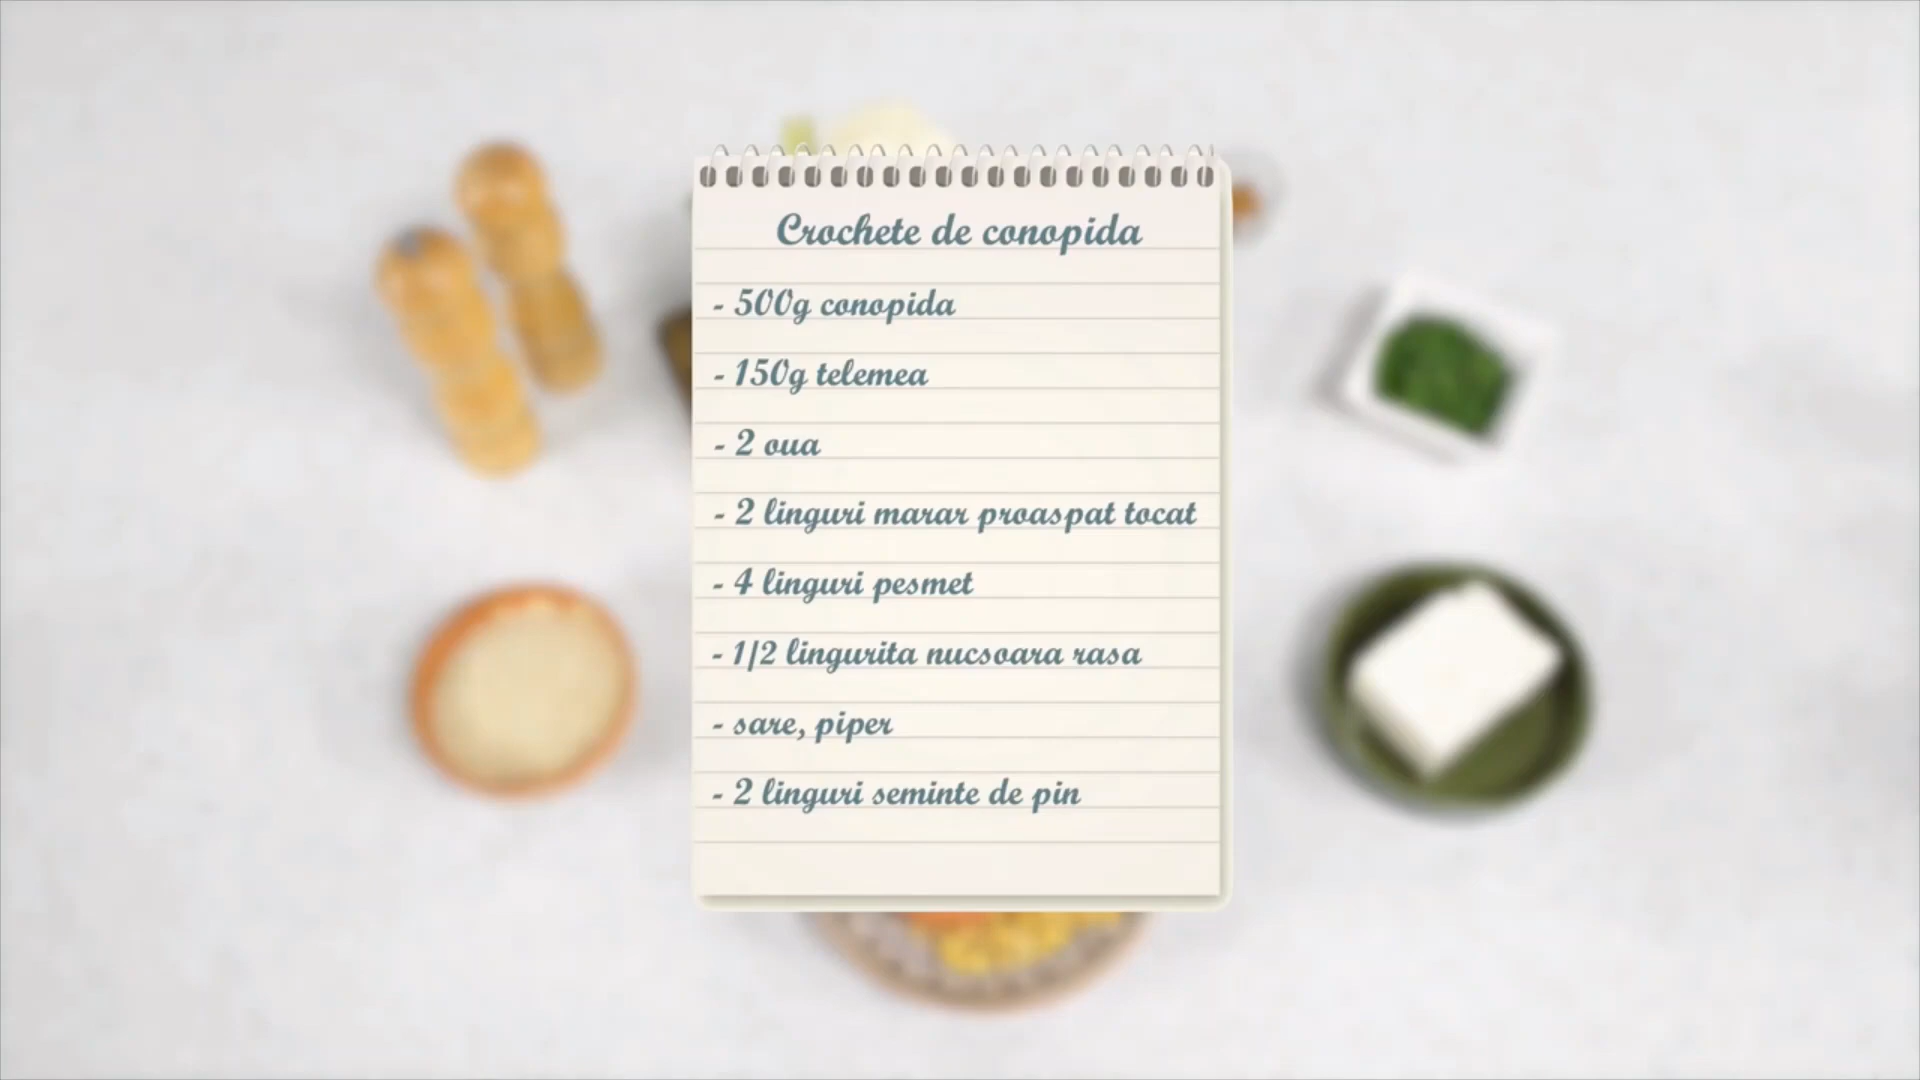 Crochete de conopida
- 500g conopida
- 150g telemea
- 2 oua
- 2 linguri marar proaspat tocat
- 4 linguri pesmet
- 1/2 lingurita nucsoara rasa
- sare, piper
- 2 linguri seminte de pin